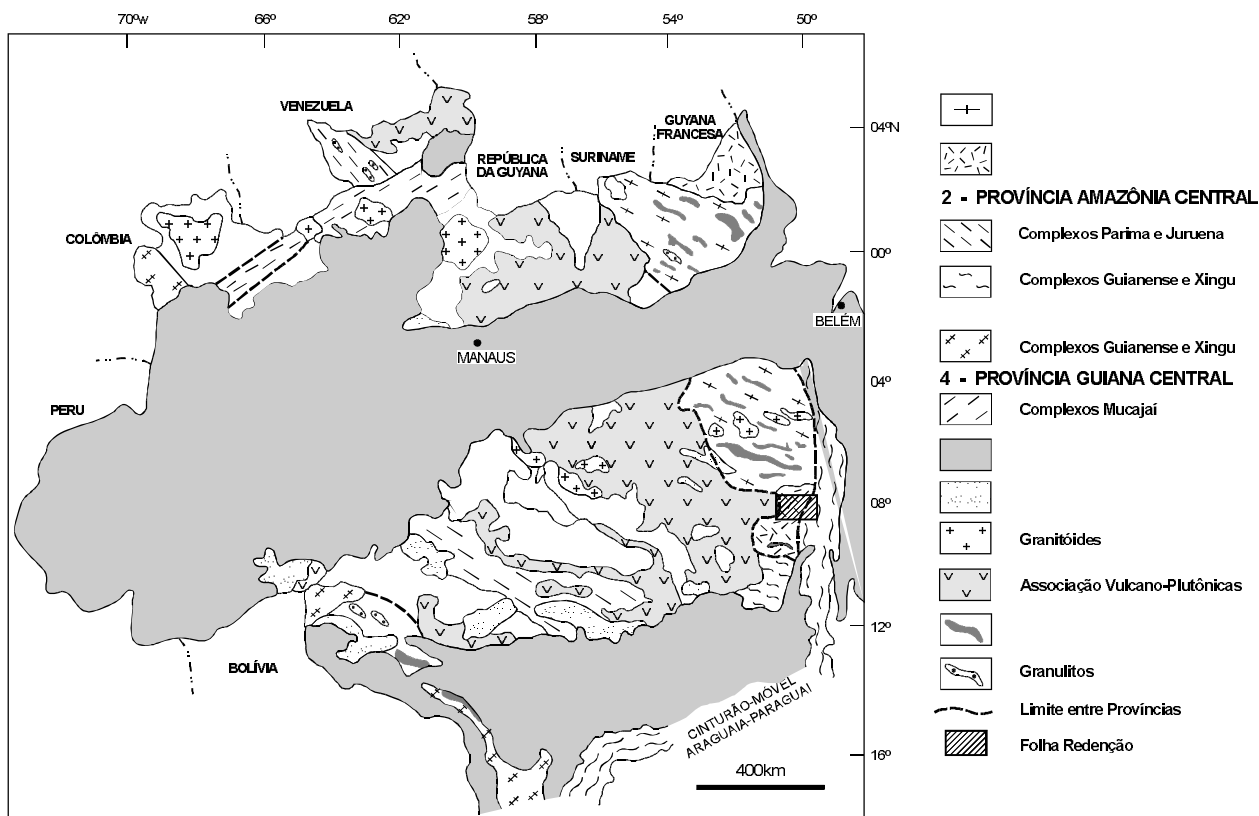 70ºw 66º 62º 58º 54º 50º
VENEZUELA
GUYANA
FRANCESA
04ºN
REPÚBLICA
DA GUYANA
SURINAME
2 - PROVÍNCIA AMAZÔNIA CENTRAL
COLÔMBIA
Complexos Parima e Juruena
00º
Complexos Guianense e Xingu
BELÉM
MANAUS
Complexos Guianense e Xingu
4 - PROVÍNCIA GUIANA CENTRAL
04º
PERU
Complexos Mucajaí
08º
Granitóides
Associação Vulcano-Plutônicas
12º
BOLÍVIA
Granulitos
CINTURÃO-MÓVEL
ARAGUAIA-PARAGUAI
Limite entre Províncias
Folha Redenção
16º
400km